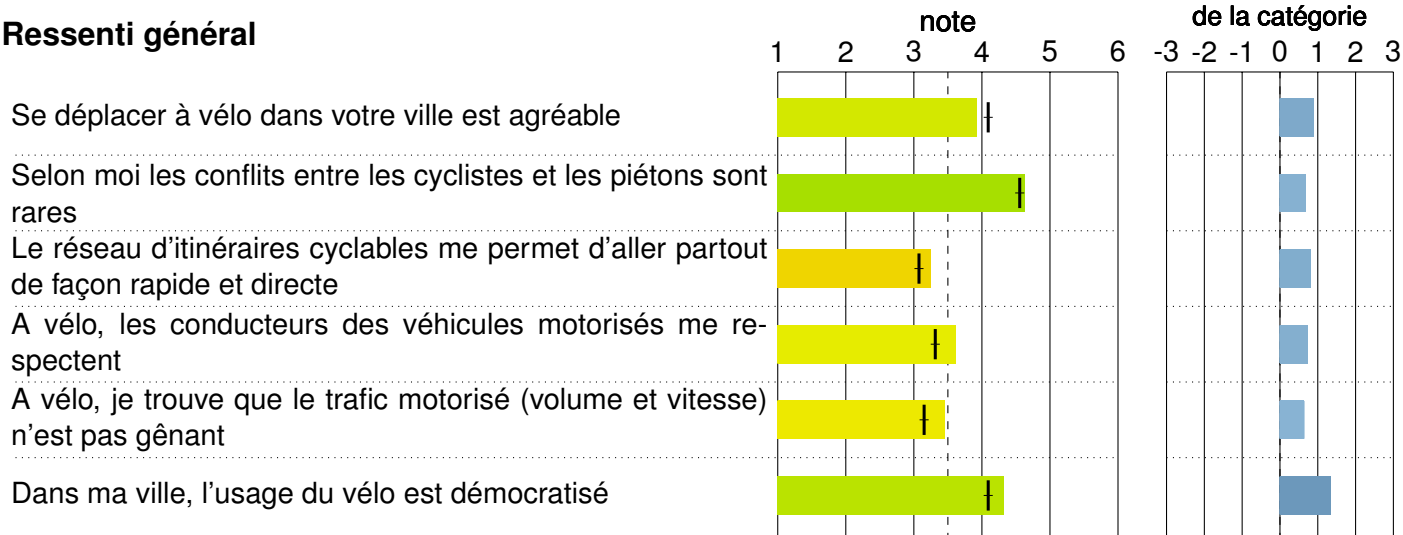 Ressenti général
note
de la catégorie
1 2 3 4 5 6
-3 -2 -1 0 1 2 3
Se déplacer à vélo dans votre ville est agréable
Selon moi les conflits entre les cyclistes et les piétons sont
rares
Le réseau d'itinéraires cyclables me permet d'aller partout
de façon rapide et directe
A vélo, les conducteurs des véhicules motorisés me re-
spectent
A vélo, je trouve que le trafic motorisé (volume et vitesse)
n'est pas gênant
Dans ma ville, l'usage du vélo est démocratisé